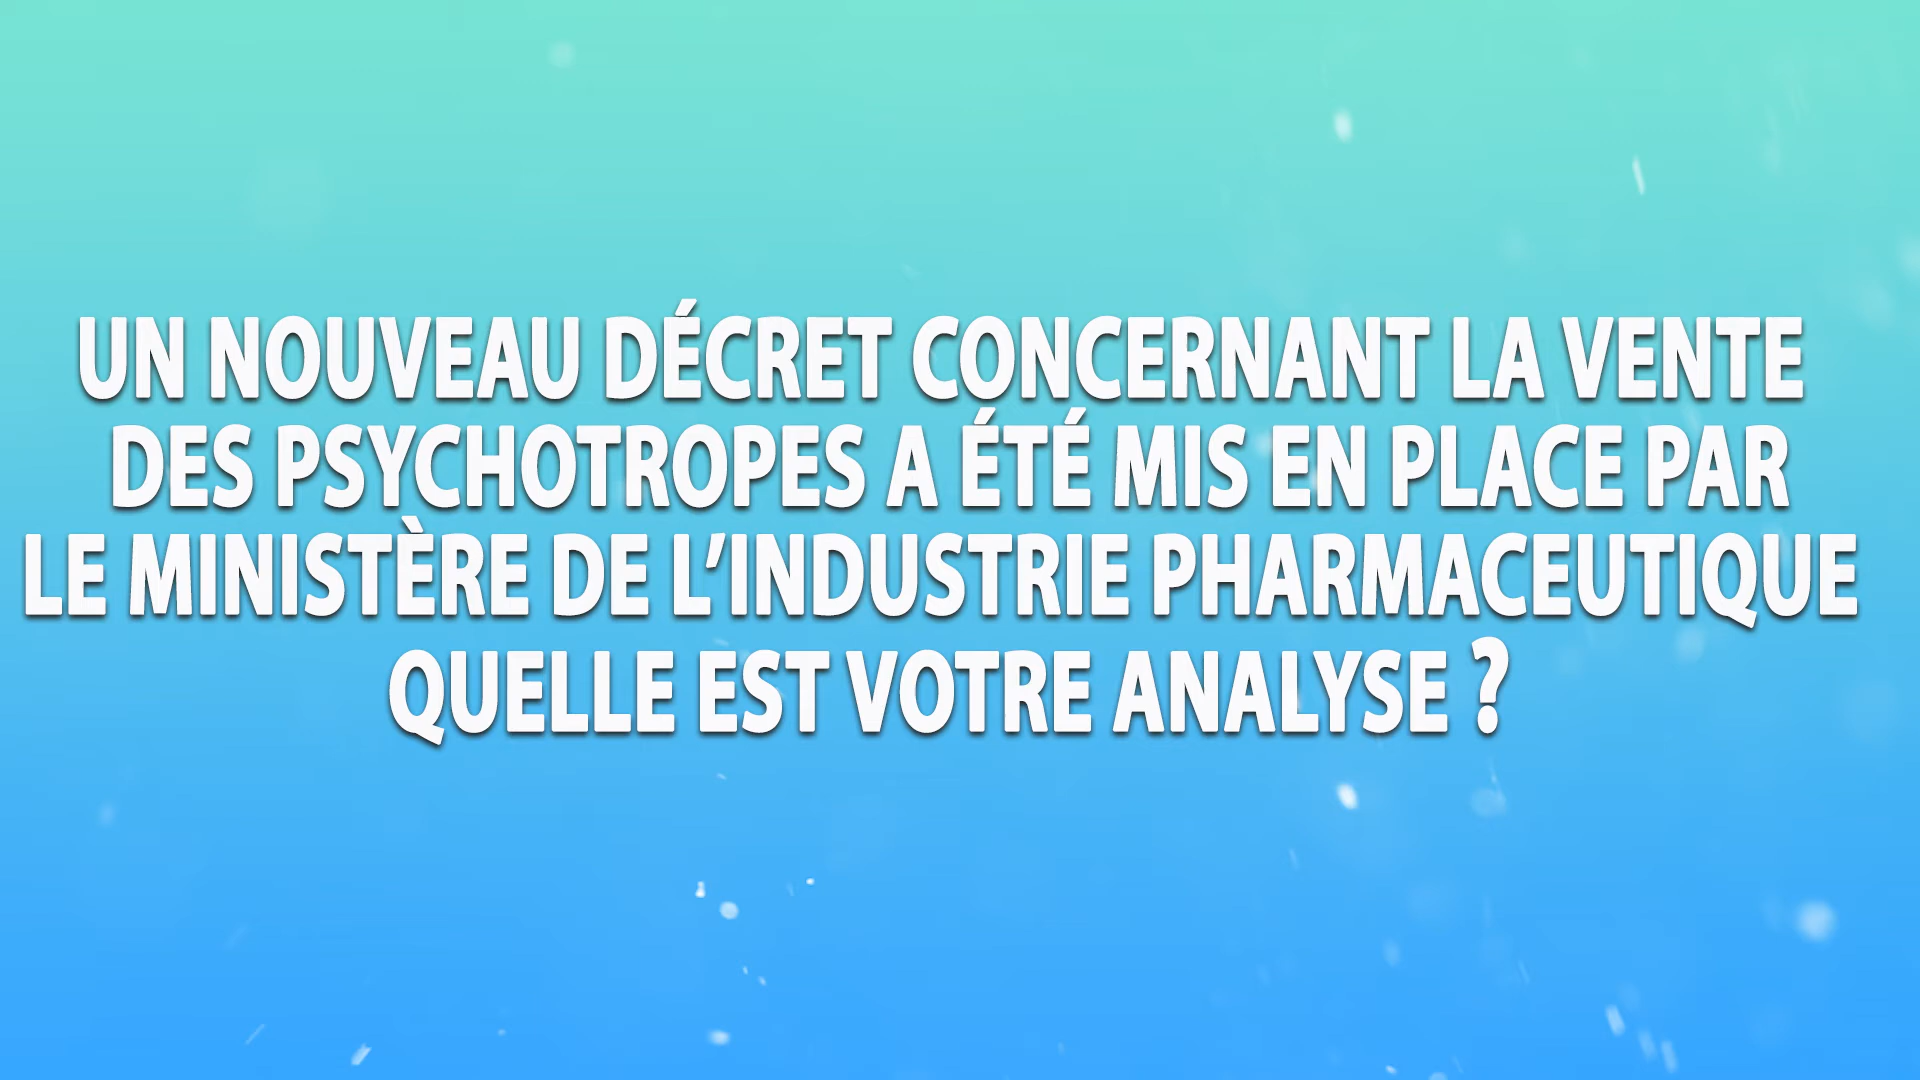 UN NOUVEAU DÉCRET CONCERNANT LA VENTE
DES PSYCHOTROPES A ÉTÉ MIS EN PLACE PAR
LE MINISTÈRE DE L’INDUSTRIE PHARMACEUTIQUE
QUELLE EST VOTRE ANALYSE ?